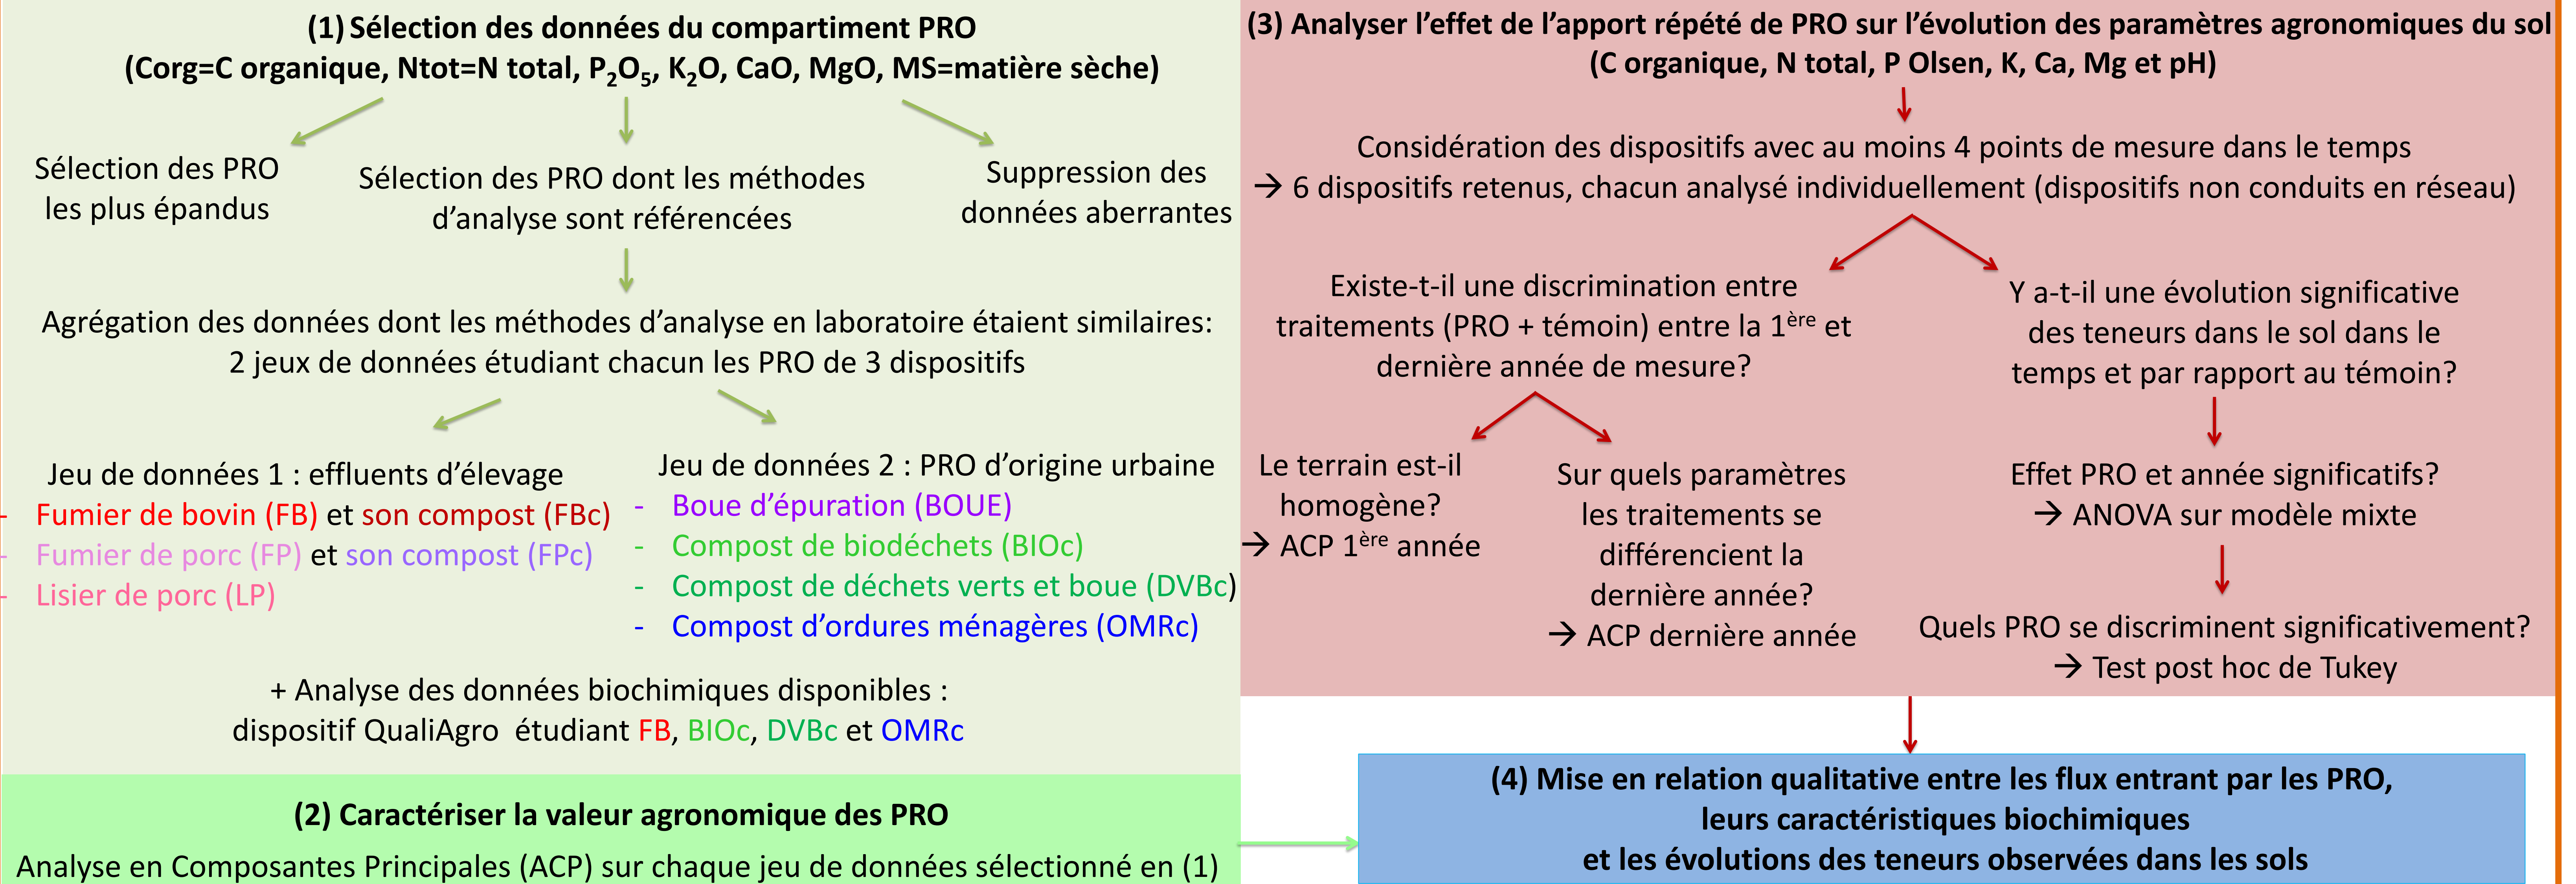 (1) Sélection des données du compartiment PRO
(Corg=C organique, Ntot=N total, P₂O₅, K₂O, CaO, MgO, MS=matière sèche)
Sélection des PRO
les plus épandus
Sélection des PRO dont les méthodes
d’analyse sont référencées
Suppression des
données aberrantes
Agrégation des données dont les méthodes d’analyse en laboratoire étaient similaires:
2 jeux de données étudiant chacun les PRO de 3 dispositifs
Jeu de données 1 : effluents d’élevage
- Fumier de bovin (FB) et son compost (FBc)
- Fumier de porc (FP) et son compost (FPc)
- Lisier de porc (LP)
Jeu de données 2 : PRO d’origine urbaine
- Boue d’épuration (BOUE)
- Compost de biodéchets (BIOc)
- Compost de déchets verts et boue (DVBc)
- Compost d’ordures ménagères (OMRc)
+ Analyse des données biochimiques disponibles :
dispositif QualiAgro étudiant FB, BIOc, DVBc et OMRc
(2) Caractériser la valeur agronomique des PRO
Analyse en Composantes Principales (ACP) sur chaque jeu de données sélectionné en (1)
(3) Analyser l’effet de l’apport répété de PRO sur l’évolution des paramètres agronomiques du sol
(C organique, N total, P Olsen, K, Ca, Mg et pH)
Considération des dispositifs avec au moins 4 points de mesure dans le temps
→ 6 dispositifs retenus, chacun analysé individuellement (dispositifs non conduits en réseau)
Existe-t-il une discrimination entre
traitements (PRO + témoin) entre la 1ère et
dernière année de mesure?
Le terrain est-il
homogène?
→ ACP 1ère année
Sur quels paramètres
les traitements se
différencient la
dernière année?
→ ACP dernière année
Y a-t-il une évolution significative
des teneurs dans le sol dans le
temps et par rapport au témoin?
Effet PRO et année significatifs?
→ ANOVA sur modèle mixte
Quels PRO se discriminent significativement?
→ Test post hoc de Tukey
(4) Mise en relation qualitative entre les flux entrant par les PRO,
leurs caractéristiques biochimiques
et les évolutions des teneurs observées dans les sols